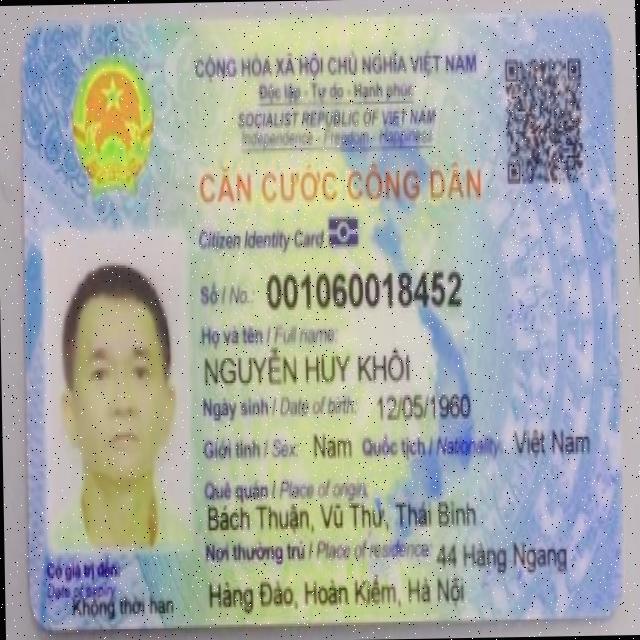 CỘNG HÒA XÃ HỘI CHỦ NGHĨA VIỆT NAM
Độc lập - Tự do - Hạnh phúc
SOCIALIST REPUBLIC OF VIET NAM
Independence - Freedom - Happiness
CĂN CƯỚC CÔNG DÂN
Citizen Identity Card
Số / No.: 001060018452
Họ và tên / Full name:
NGUYỄN HUY KHÔI
Ngày sinh / Date of birth: 12/05/1960
Giới tính / Sex: Nam Quốc tịch / Nationality: Việt Nam
Quê quán / Place of origin:
Bách Thuận, Vũ Thư, Thái Bình
Nơi thường trú / Place of residence: 44 Hàng Ngang
Hàng Đào, Hoàn Kiếm, Hà Nội
Có giá trị đến:
Date of expiry
Không thời hạn